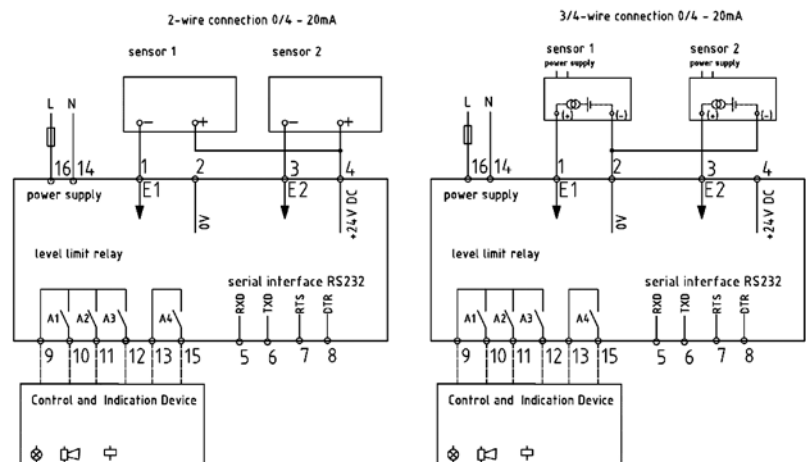 2-wire connection 0/4 - 20mA
sensor 1 sensor 2
L N
- + - +
16 14 1 2 3 4
power supply E1 0V E2 +24V DC
level limit relay
serial interface RS232
A1 A2 A3 A4 RXD TXD RTS DTR
9 10 11 12 13 15 5 6 7 8
Control and Indication Device
3/4-wire connection 0/4 - 20mA
sensor 1 sensor 2
power supply power supply
L N
(+) (-) (+) (-)
16 14 1 2 3 4
power supply E1 0V E2 +24V DC
level limit relay
serial interface RS232
A1 A2 A3 A4 RXD TXD RTS DTR
9 10 11 12 13 15 5 6 7 8
Control and Indication Device